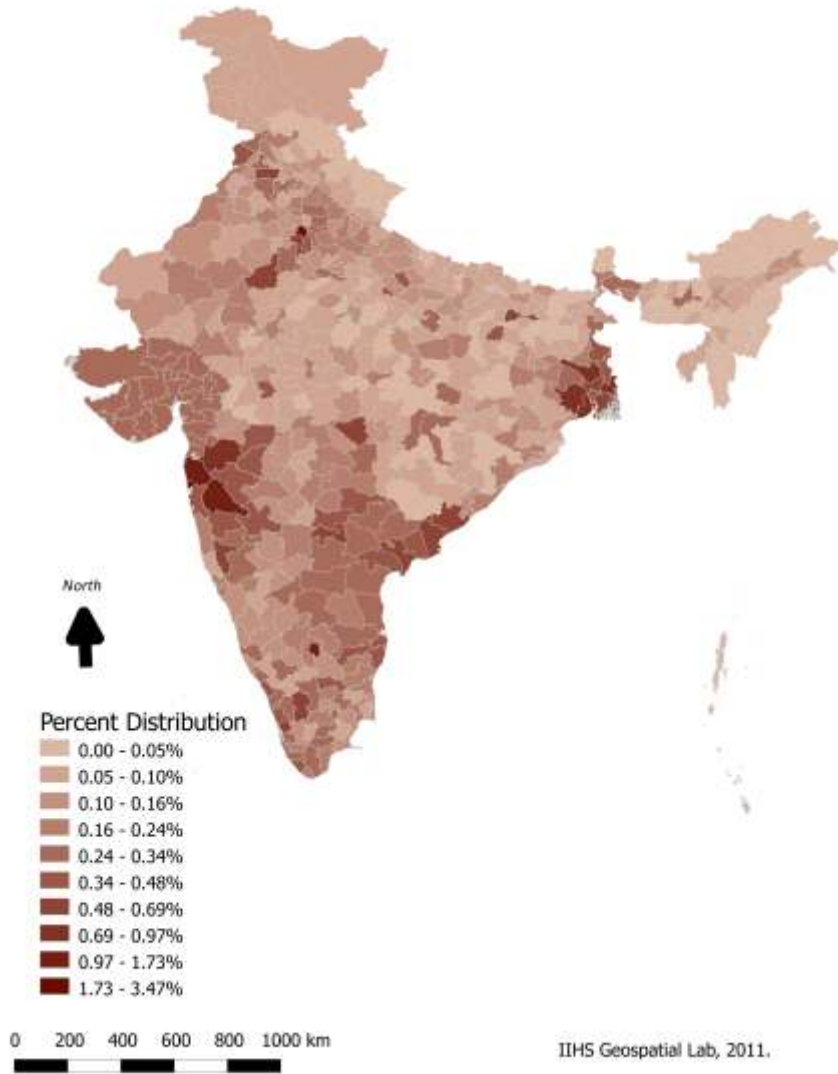 North
Percent Distribution
0.00 - 0.05%
0.05 - 0.10%
0.10 - 0.16%
0.16 - 0.24%
0.24 - 0.34%
0.34 - 0.48%
0.48 - 0.69%
0.69 - 0.97%
0.97 - 1.73%
1.73 - 3.47%
0 200 400 600 800 1000 km
IIHS Geospatial Lab, 2011.